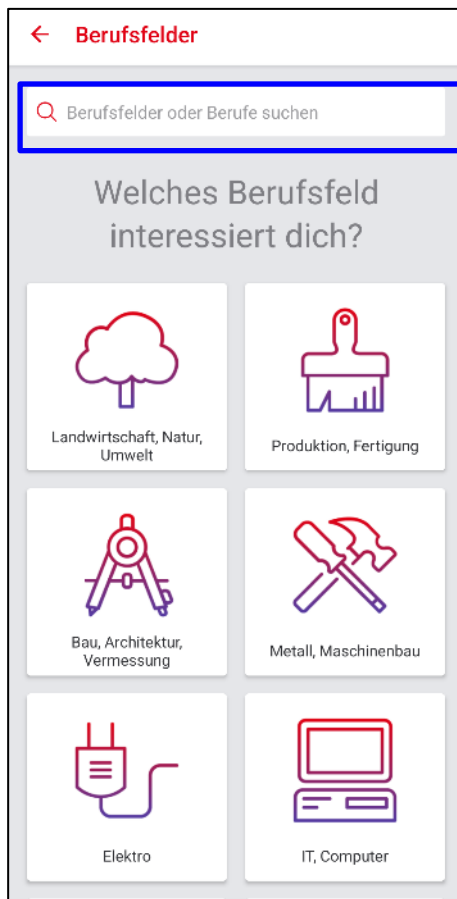 Berufsfelder
Berufsfelder oder Berufe suchen
Welches Berufsfeld
interessiert dich?
Landwirtschaft, Natur,
Umwelt
Produktion, Fertigung
Bau, Architektur,
Vermessung
Metall, Maschinenbau
Elektro
IT, Computer